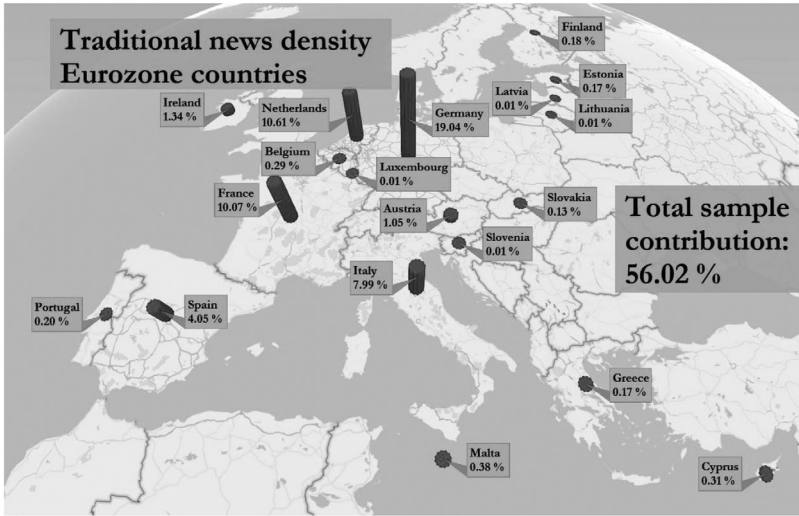 Traditional news density
Eurozone countries
Finland
0.18 %
Estonia
0.17 %
Latvia
0.01 %
Lithuania
0.01 %
Ireland
1.34 %
Netherlands
10.61 %
Germany
19.04 %
Belgium
0.29 %
Luxembourg
0.01 %
France
10.07 %
Austria
1.05 %
Slovakia
0.13 %
Slovenia
0.01 %
Total sample
contribution:
56.02 %
Italy
7.99 %
Portugal
0.20 %
Spain
4.05 %
Greece
0.17 %
Malta
0.38 %
Cyprus
0.31 %